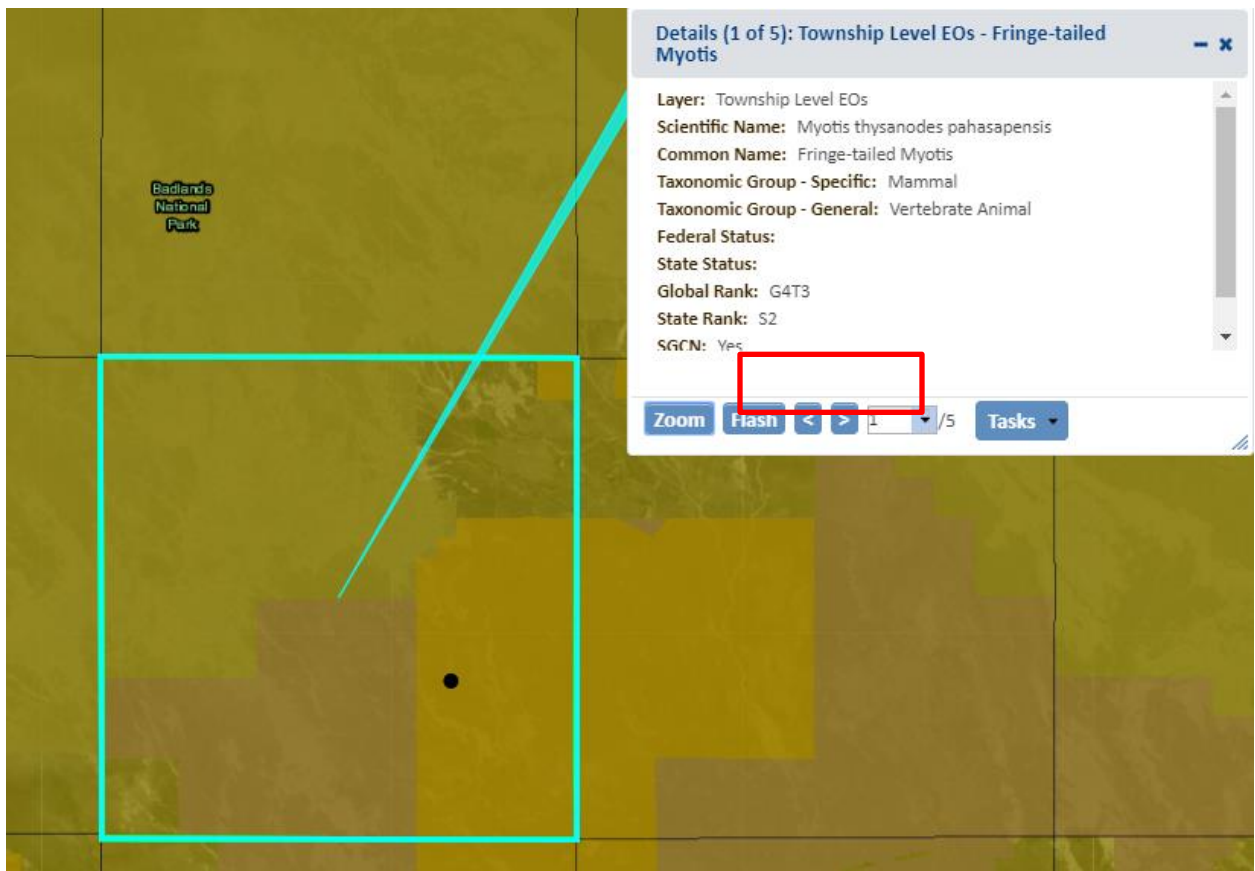 Details (1 of 5): Township Level EOs - Fringe-tailed
Myotis
Layer: Township Level EOs
Scientific Name: Myotis thysanodes pahasapensis
Common Name: Fringe-tailed Myotis
Taxonomic Group - Specific: Mammal
Taxonomic Group - General: Vertebrate Animal
Federal Status:
State Status:
Global Rank: G4T3
State Rank: S2
SGCN: Yes
Zoom Flash < > 1 /5 Tasks
Badlands
National
Park